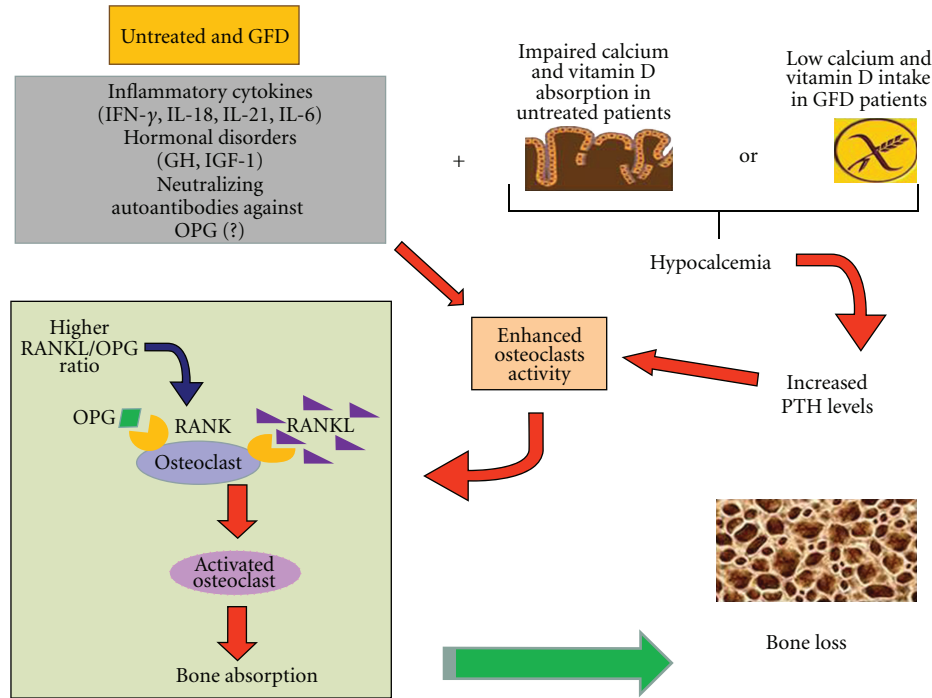 Untreated and GFD
Inflammatory cytokines
(IFN-γ, IL-18, IL-21, IL-6)
Hormonal disorders
(GH, IGF-1)
Neutralizing
autoantibodies against
OPG (?)
+
Impaired calcium
and vitamin D
absorption in
untreated patients
or
Low calcium and
vitamin D intake
in GFD patients
Hypocalcemia
Increased
PTH levels
Enhanced
osteoclasts
activity
Higher
RANKL/OPG
ratio
OPG
RANK
RANKL
Osteoclast
Activated
osteoclast
Bone absorption
Bone loss